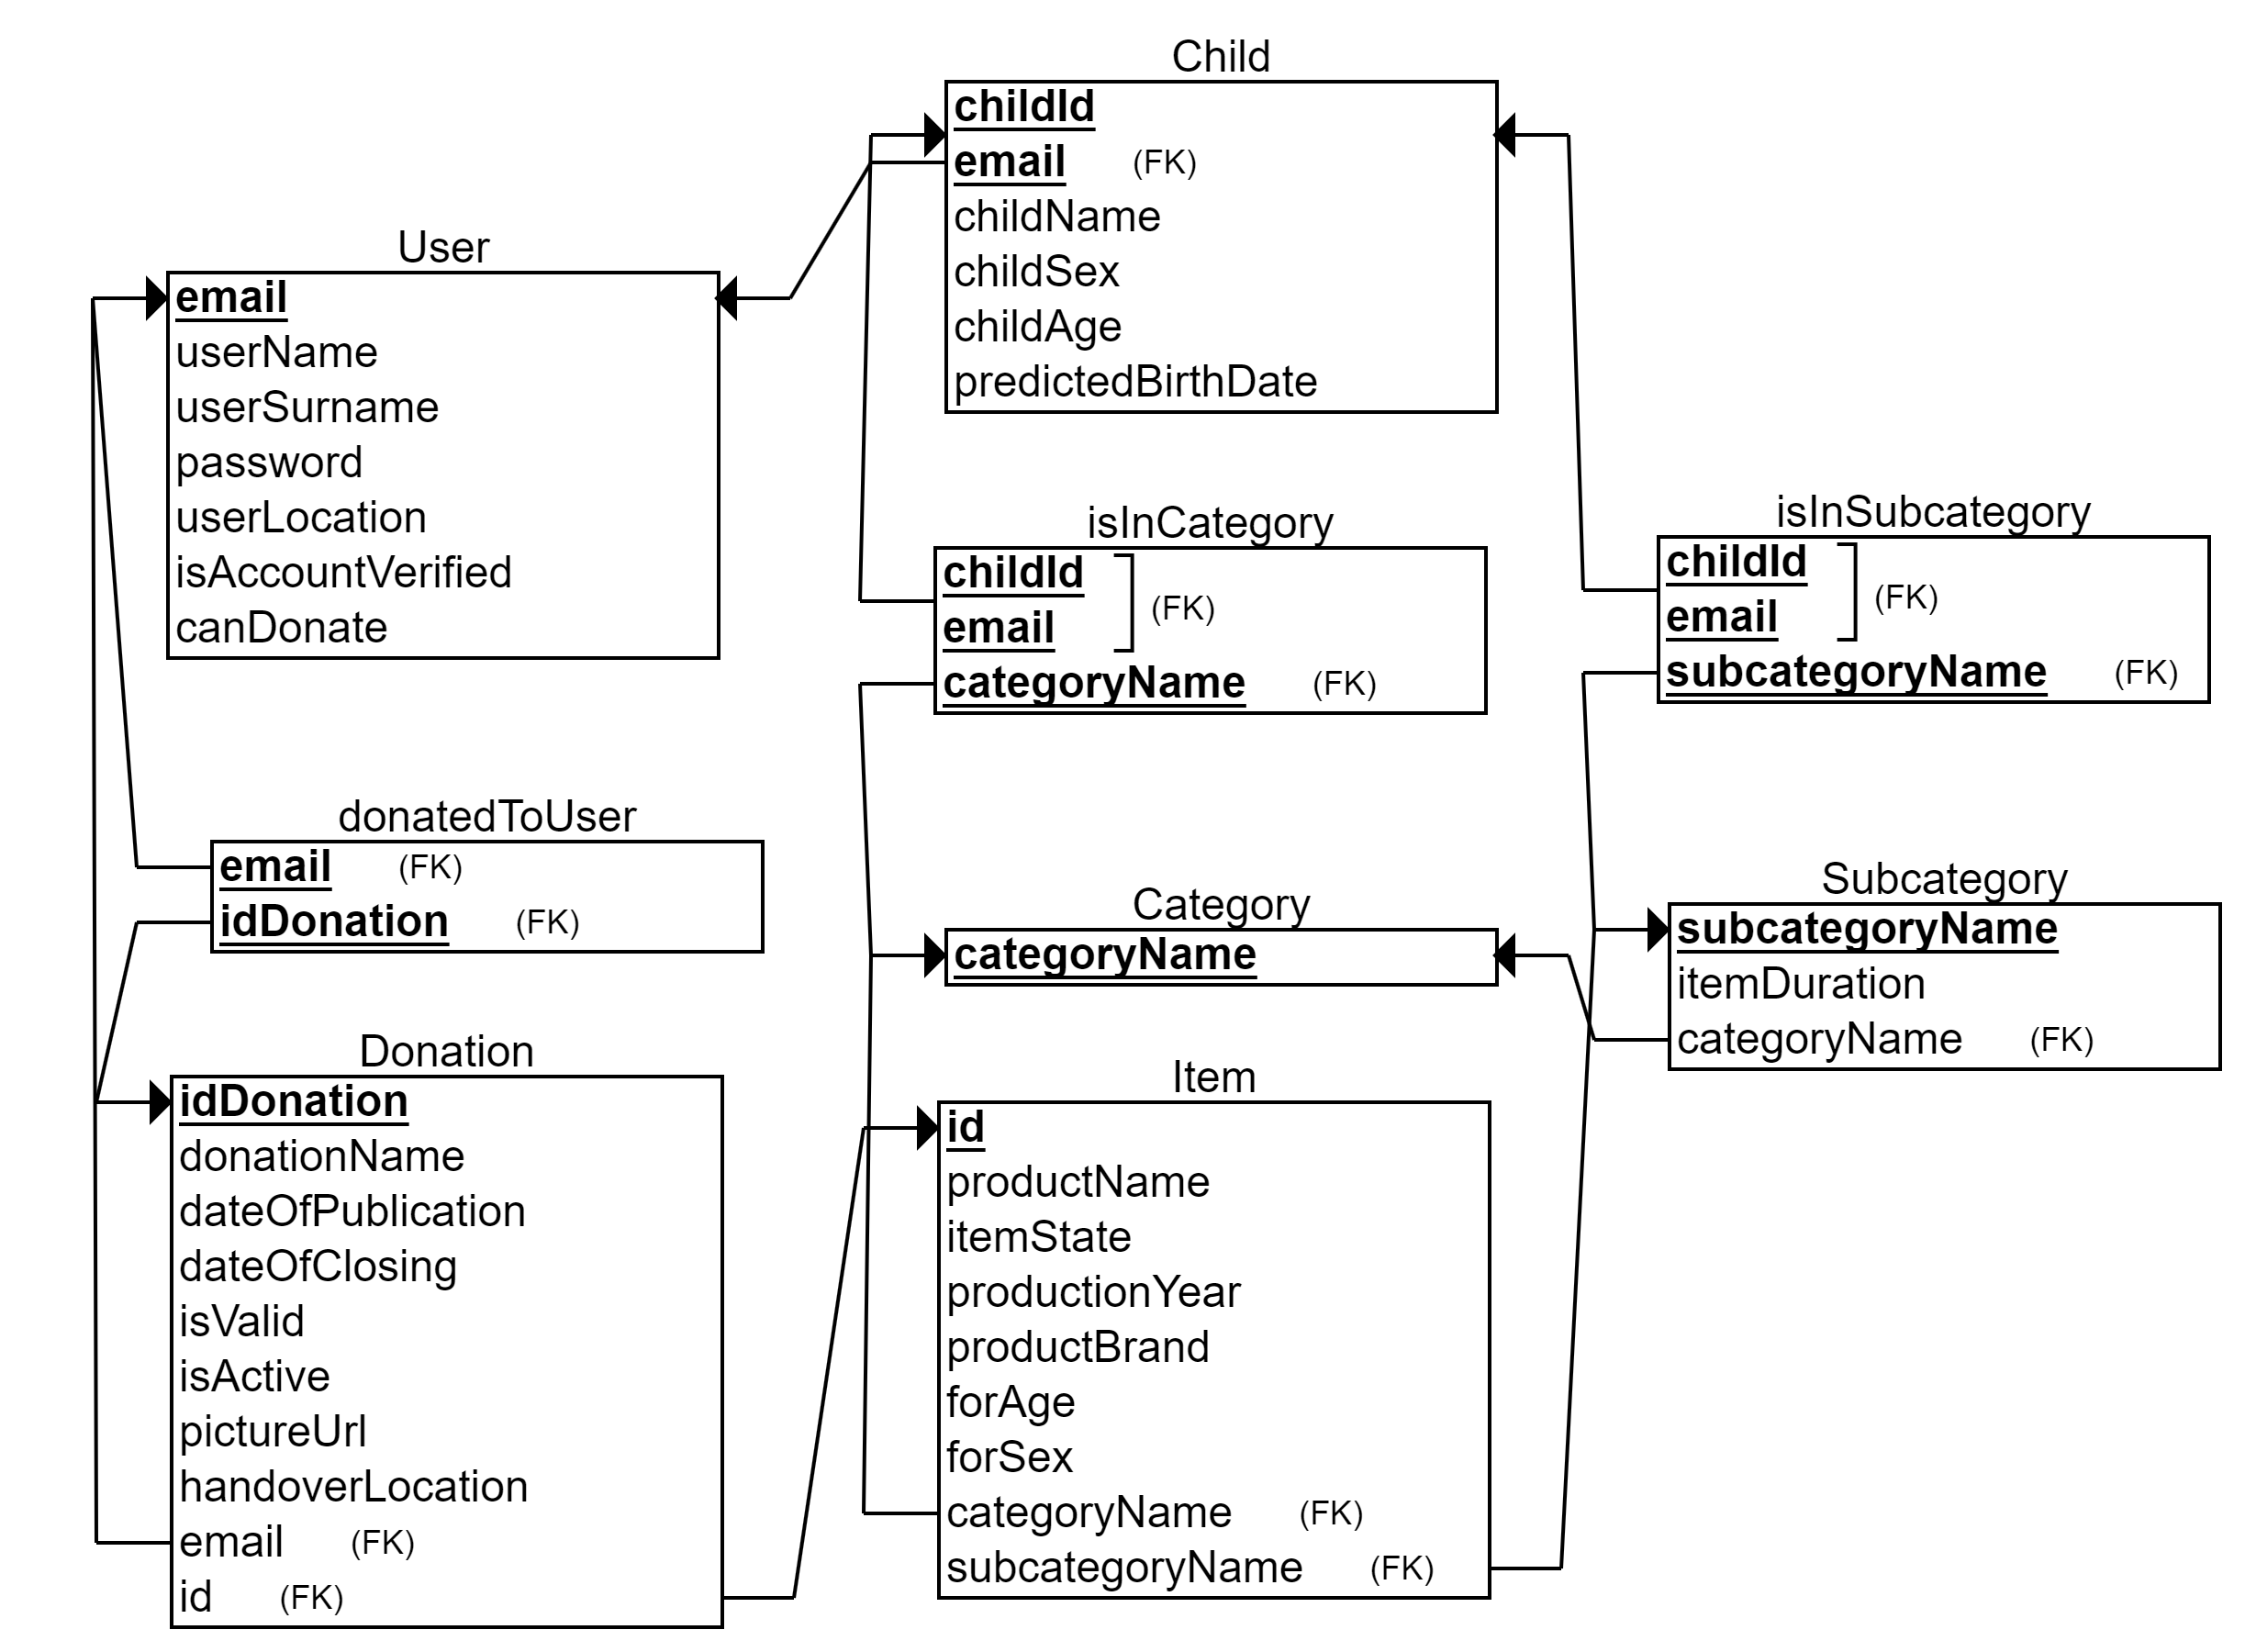 Child
childId
email (FK)
childName
childSex
childAge
predictedBirthDate
User
email
userName
userSurname
password
userLocation
isAccountVerified
canDonate
isInCategory
childId
email
(FK)
categoryName (FK)
isInSubcategory
childId
email
(FK)
subcategoryName (FK)
donatedToUser
email (FK)
idDonation (FK)
Category
categoryName
Subcategory
subcategoryName
itemDuration
categoryName (FK)
Donation
idDonation
donationName
dateOfPublication
dateOfClosing
isValid
isActive
pictureUrl
handoverLocation
email (FK)
id (FK)
Item
id
productName
itemState
productionYear
productBrand
forAge
forSex
categoryName (FK)
subcategoryName (FK)